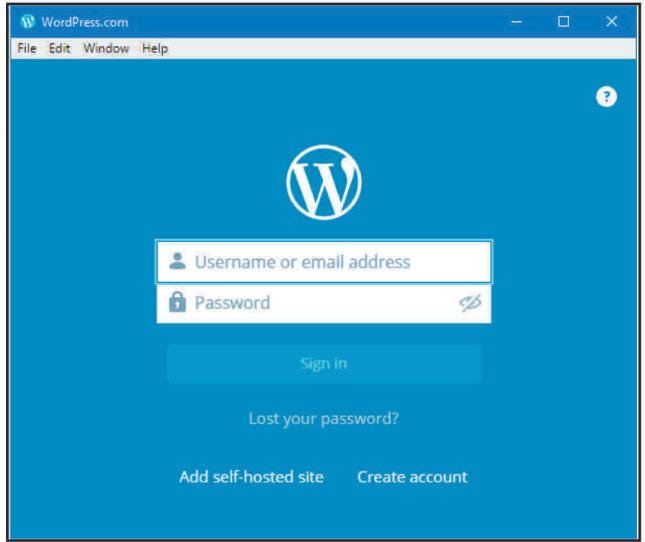 WordPress.com
File Edit Window Help
?
Username or email address
Password
Sign in
Lost your password?
Add self-hosted site Create account